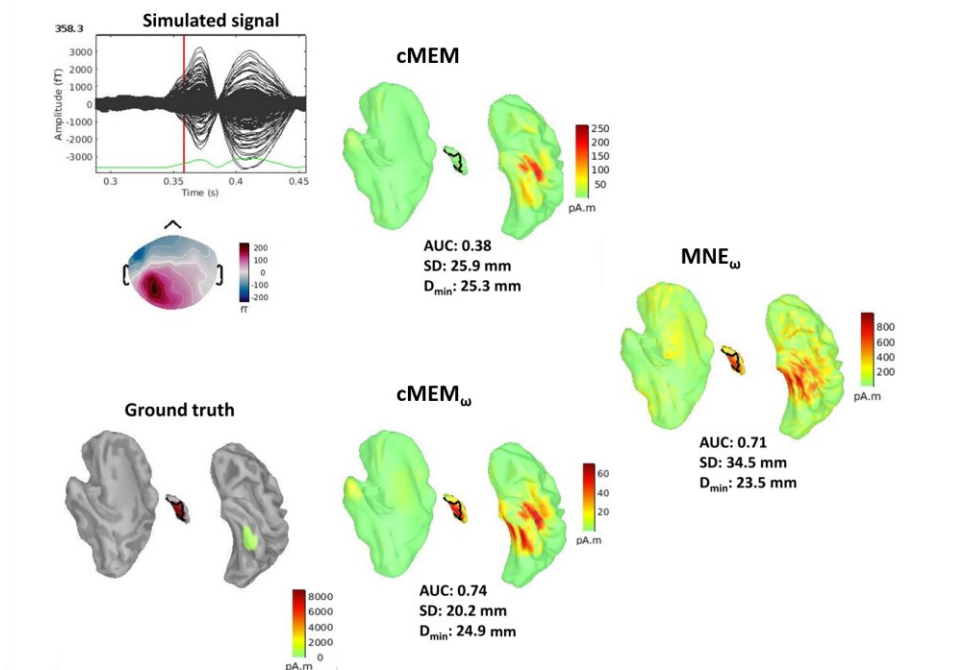 Simulated signal
358.3
3000
2000
1000
0
-1000
-2000
-3000
Amplitude (fT)
0.3 0.35 0.4 0.45
Time (s)
200
100
0
-100
-200
fT
cMEM
250
200
150
100
50
pA.m
AUC: 0.38
SD: 25.9 mm
Dmin: 25.3 mm
MNEω
800
600
400
200
pA.m
AUC: 0.71
SD: 34.5 mm
Dmin: 23.5 mm
Ground truth
8000
6000
4000
2000
0
pA.m
cMEMω
60
40
20
pA.m
AUC: 0.74
SD: 20.2 mm
Dmin: 24.9 mm